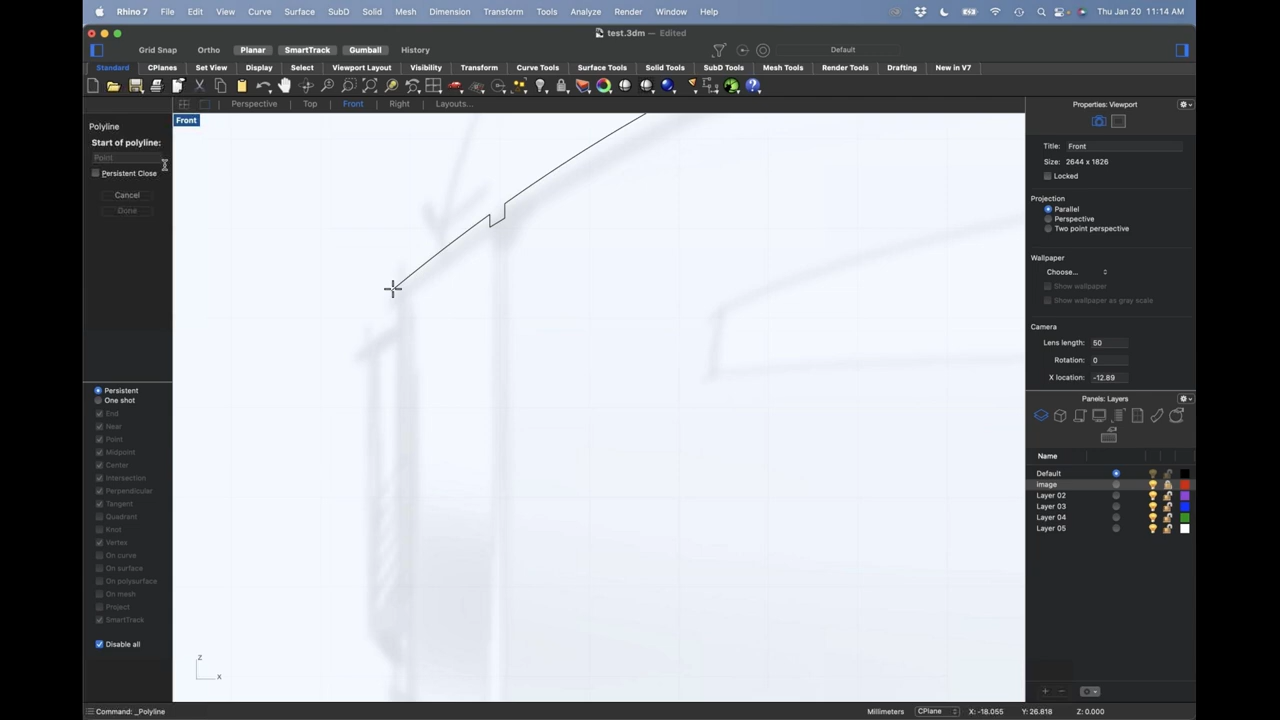 Rhino 7 File Edit View Curve Surface SubD Solid Mesh Dimension Transform Tools Analyze Render Window Help Thu Jan 20 11:14 AM
test.3dm — Edited
Grid Snap Ortho Planar SmartTrack Gumball History Default
Standard CPlanes Set View Display Select Viewport Layout Visibility Transform Curve Tools Surface Tools Solid Tools SubD Tools Mesh Tools Render Tools Drafting New in V7
Perspective Top Front Right Layouts...
Front
Polyline
Start of polyline:
Point
Persistent Close
Cancel
Done
Persistent
One shot
End
Near
Point
Midpoint
Center
Intersection
Perpendicular
Tangent
Quadrant
Knot
Vertex
On curve
On surface
On polysurface
On mesh
Project
SmartTrack
Disable all
z
x
Properties: Viewport
Title: Front
Size: 2644 x 1826
Locked
Projection
Parallel
Perspective
Two point perspective
Wallpaper
Choose...
Show wallpaper
Show wallpaper as gray scale
Camera
Lens length: 50
Rotation: 0
X location: -12.89
Panels: Layers
Name
Default
image
Layer 02
Layer 03
Layer 04
Layer 05
Command: _Polyline
Millimeters CPlane X: -18.055 Y: 26.818 Z: 0.000